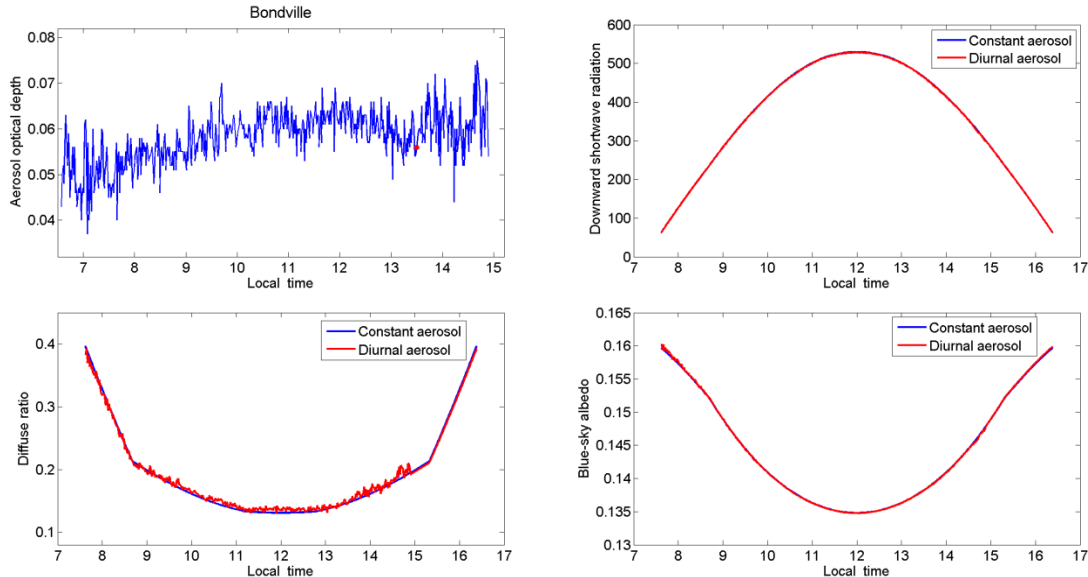 Bondville
Aerosol optical depth
0.08
0.07
0.06
0.05
0.04
7 8 9 10 11 12 13 14 15
Local time
Downward shortwave radiation
600
500
400
300
200
100
0
Constant aerosol
Diurnal aerosol
7 8 9 10 11 12 13 14 15 16 17
Local time
Diffuse ratio
0.4
0.3
0.2
0.1
Constant aerosol
Diurnal aerosol
7 8 9 10 11 12 13 14 15 16 17
Local time
Blue-sky albedo
0.165
0.16
0.155
0.15
0.145
0.14
0.135
0.13
Constant aerosol
Diurnal aerosol
7 8 9 10 11 12 13 14 15 16 17
Local time